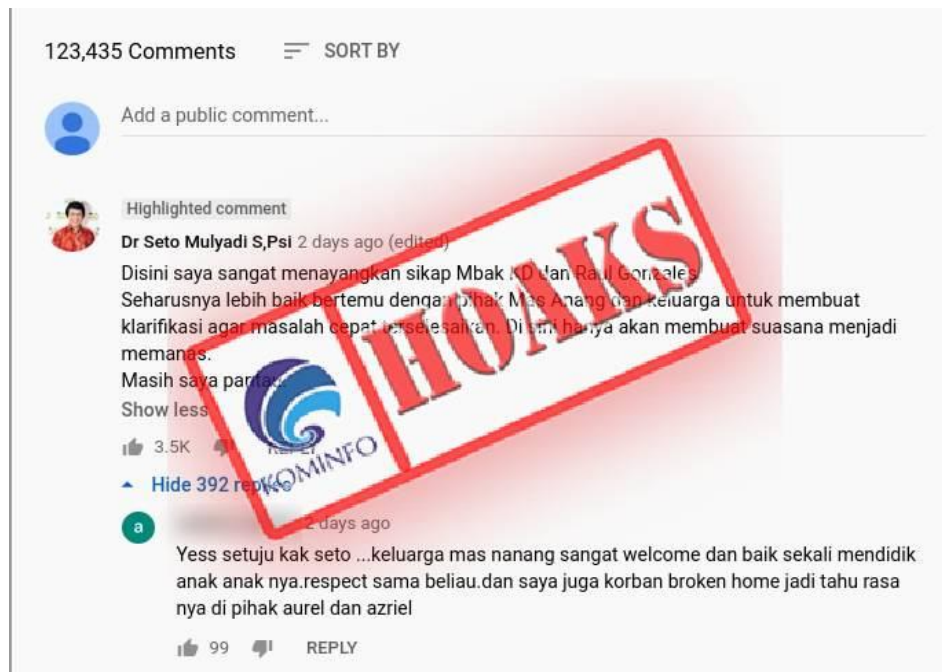 123,435 Comments SORT BY
Add a public comment...
Highlighted comment
Dr Seto Mulyadi S,Psi 2 days ago (edited)
Disini saya sangat menayangkan sikap Mbak KD dan Raul Gonzales
Seharusnya lebih baik bertemu dengan pihak Mas Anang dan keluarga untuk membuat
klarifikasi agar masalah cepat terselesaikan. Di sini hanya akan membuat suasana menjadi
memanas.
Masih saya pantau.
Show less
3.5K REPLY
Hide 392 replies
HOAKS
KOMINFO
a
2 days ago
Yess setuju kak seto ...keluarga mas nanang sangat welcome dan baik sekali mendidik
anak anak nya.respect sama beliau.dan saya juga korban broken home jadi tahu rasa
nya di pihak aurel dan azriel
99 REPLY